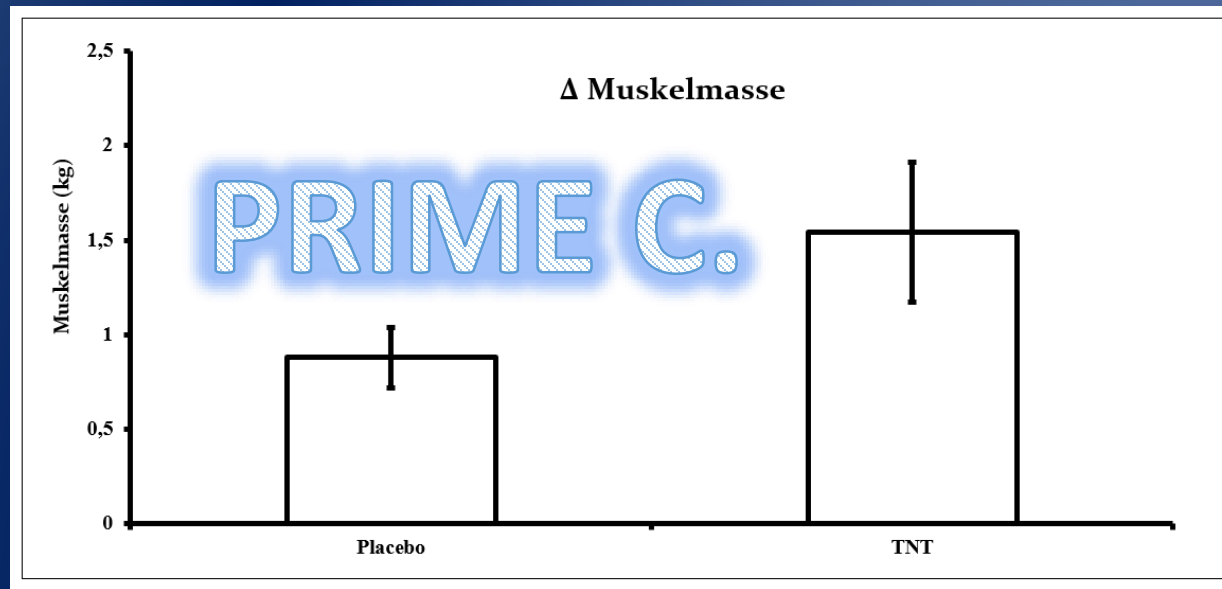 Δ Muskelmasse
Muskelmasse (kg)
2,5
2
1,5
1
0,5
0
PRIME C.
Placebo
TNT